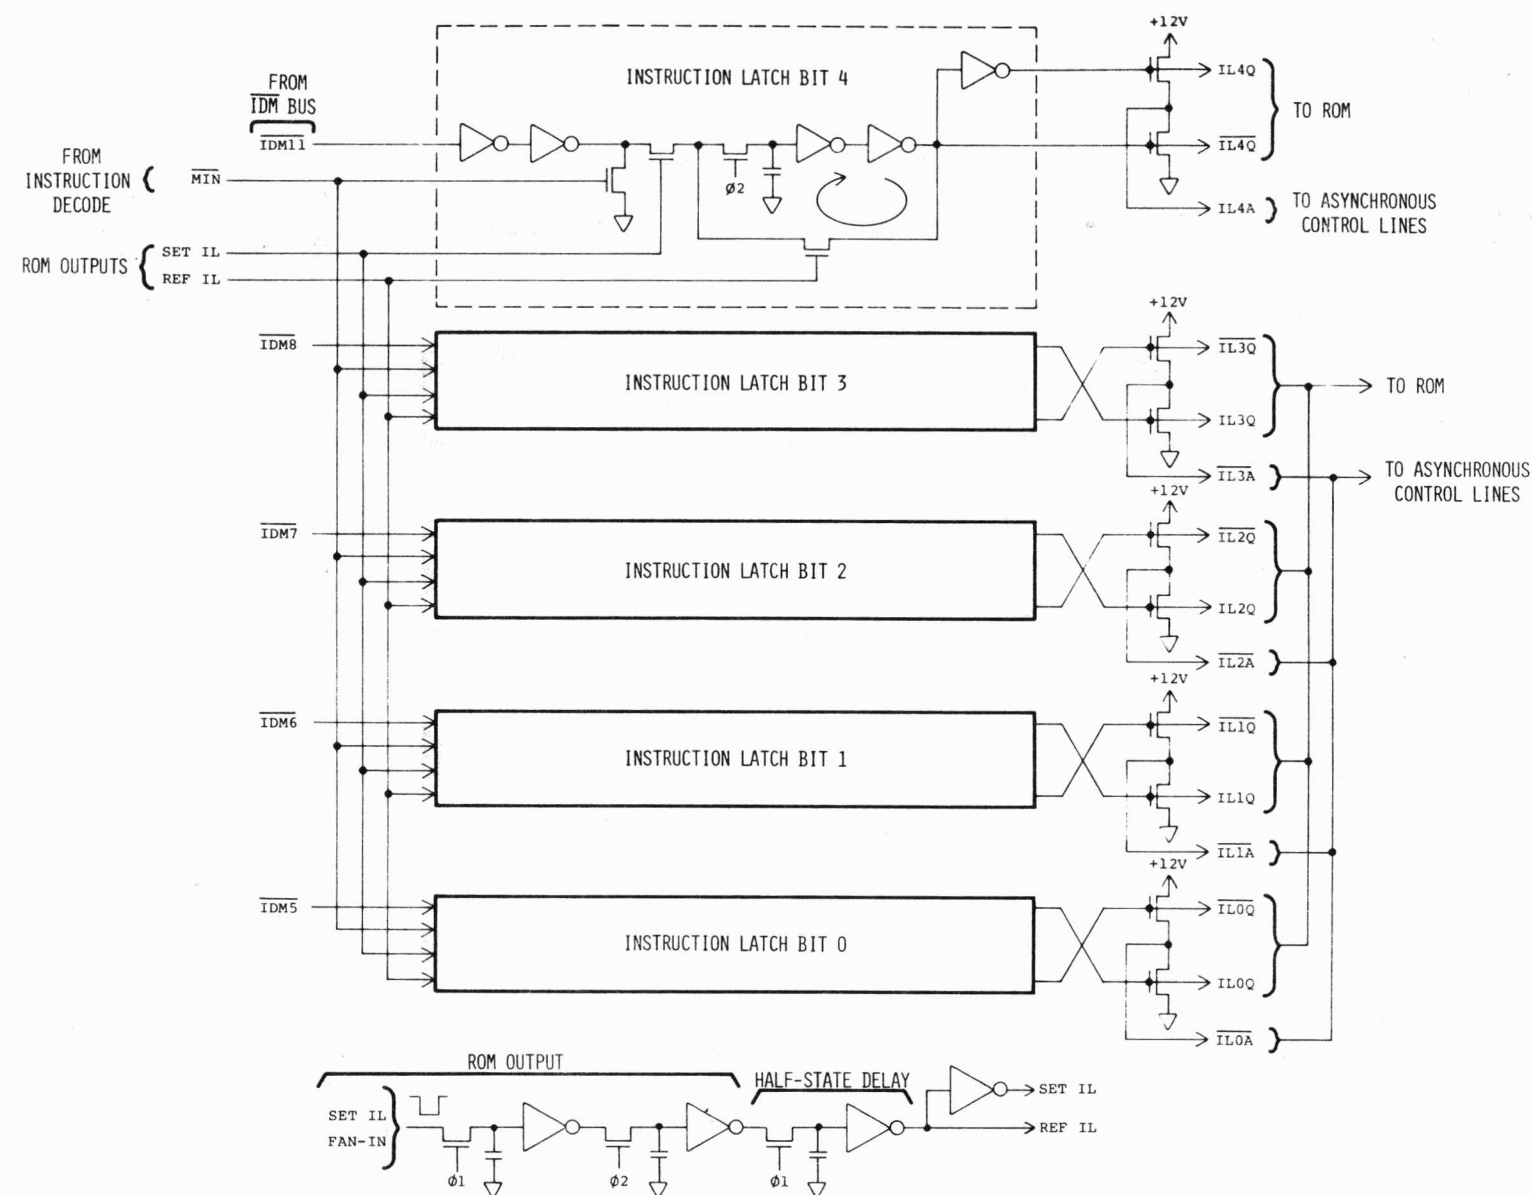 INSTRUCTION LATCH BIT 4
+12V
FROM
IDM BUS
IDM11
FROM
INSTRUCTION
DECODE
MIN
SET IL
ROM OUTPUTS
REF IL
Ø2
IL4Q
IL4Q
TO ROM
IL4A
TO ASYNCHRONOUS
CONTROL LINES
IDM8
INSTRUCTION LATCH BIT 3
+12V
IL3Q
IL3Q
TO ROM
IL3A
TO ASYNCHRONOUS
CONTROL LINES
IDM7
INSTRUCTION LATCH BIT 2
+12V
IL2Q
IL2Q
IL2A
IDM6
INSTRUCTION LATCH BIT 1
+12V
IL1Q
IL1Q
IL1A
IDM5
INSTRUCTION LATCH BIT 0
+12V
IL0Q
IL0Q
IL0A
ROM OUTPUT
HALF-STATE DELAY
SET IL
FAN-IN
Ø1
Ø2
Ø1
SET IL
REF IL